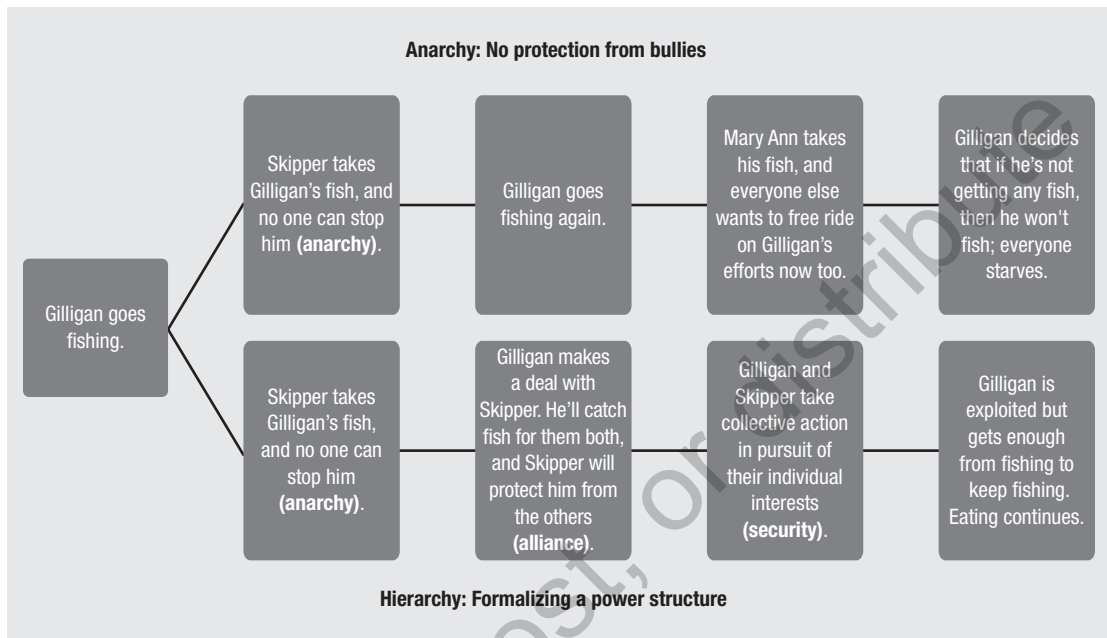 Anarchy: No protection from bullies
Gilligan goes
fishing.
Skipper takes
Gilligan's fish, and
no one can stop
him (anarchy).
Gilligan goes
fishing again.
Mary Ann takes
his fish, and
everyone else
wants to free ride
on Gilligan's
efforts now too.
Gilligan decides
that if he's not
getting any fish,
then he won't
fish; everyone
starves.
Skipper takes
Gilligan's fish,
and no one can
stop him
(anarchy).
Gilligan makes
a deal with
Skipper. He'll catch
fish for them both,
and Skipper will
protect him from
the others
(alliance).
Gilligan and
Skipper take
collective action
in pursuit of
their individual
interests
(security).
Gilligan is
exploited but
gets enough
from fishing to
keep fishing.
Eating continues.
Hierarchy: Formalizing a power structure
ost, or distribute